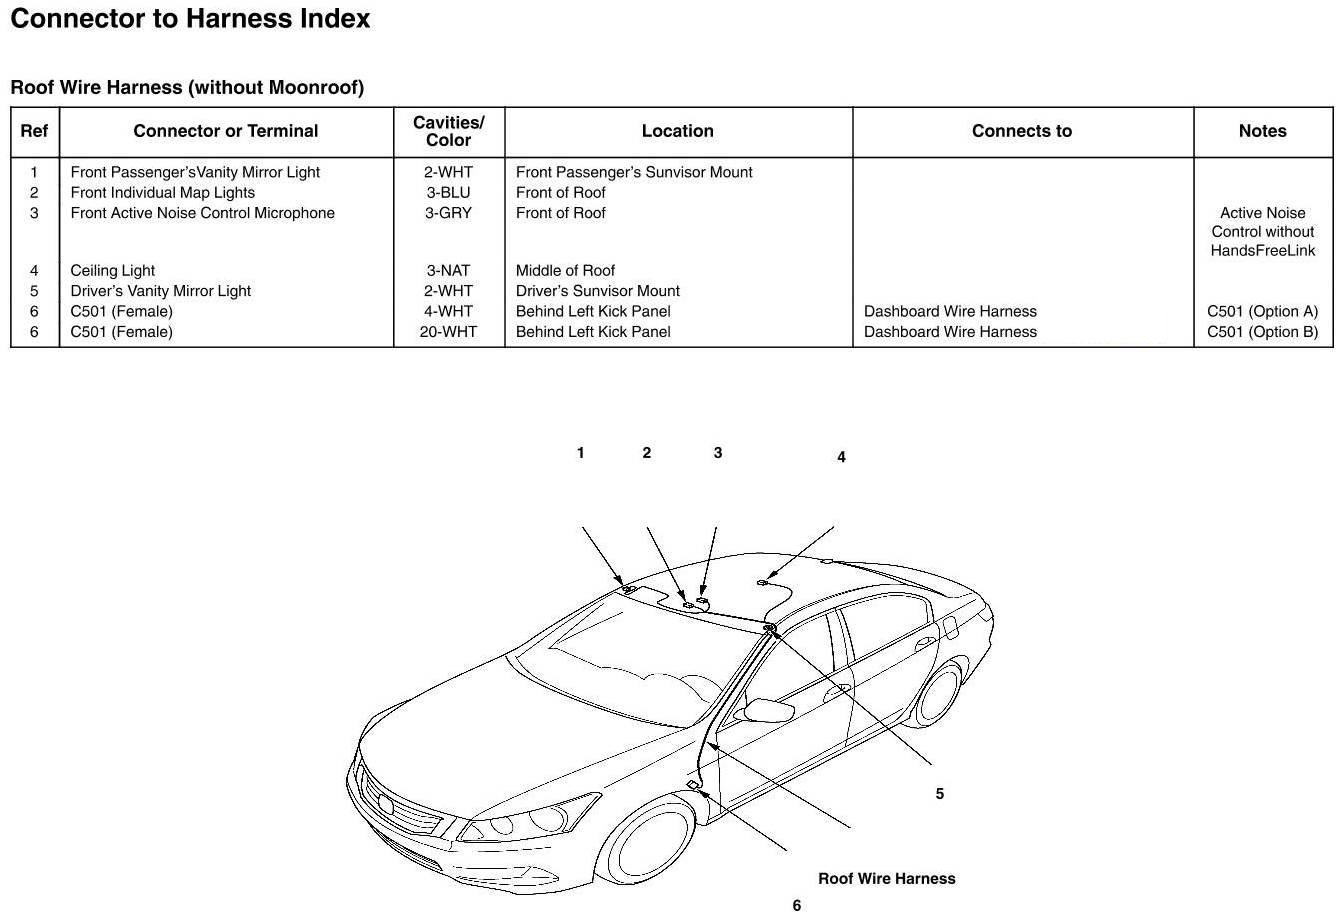 Connector to Harness Index
Roof Wire Harness (without Moonroof)
Ref Connector or Terminal Cavities/ Color Location Connects to Notes
1 Front Passenger'sVanity Mirror Light 2-WHT Front Passenger's Sunvisor Mount
2 Front Individual Map Lights 3-BLU Front of Roof
3 Front Active Noise Control Microphone 3-GRY Front of Roof Active Noise
Control without
HandsFreeLink
4 Ceiling Light 3-NAT Middle of Roof
5 Driver's Vanity Mirror Light 2-WHT Driver's Sunvisor Mount
6 C501 (Female) 4-WHT Behind Left Kick Panel Dashboard Wire Harness C501 (Option A)
6 C501 (Female) 20-WHT Behind Left Kick Panel Dashboard Wire Harness C501 (Option B)
1 2 3 4
5
Roof Wire Harness
6